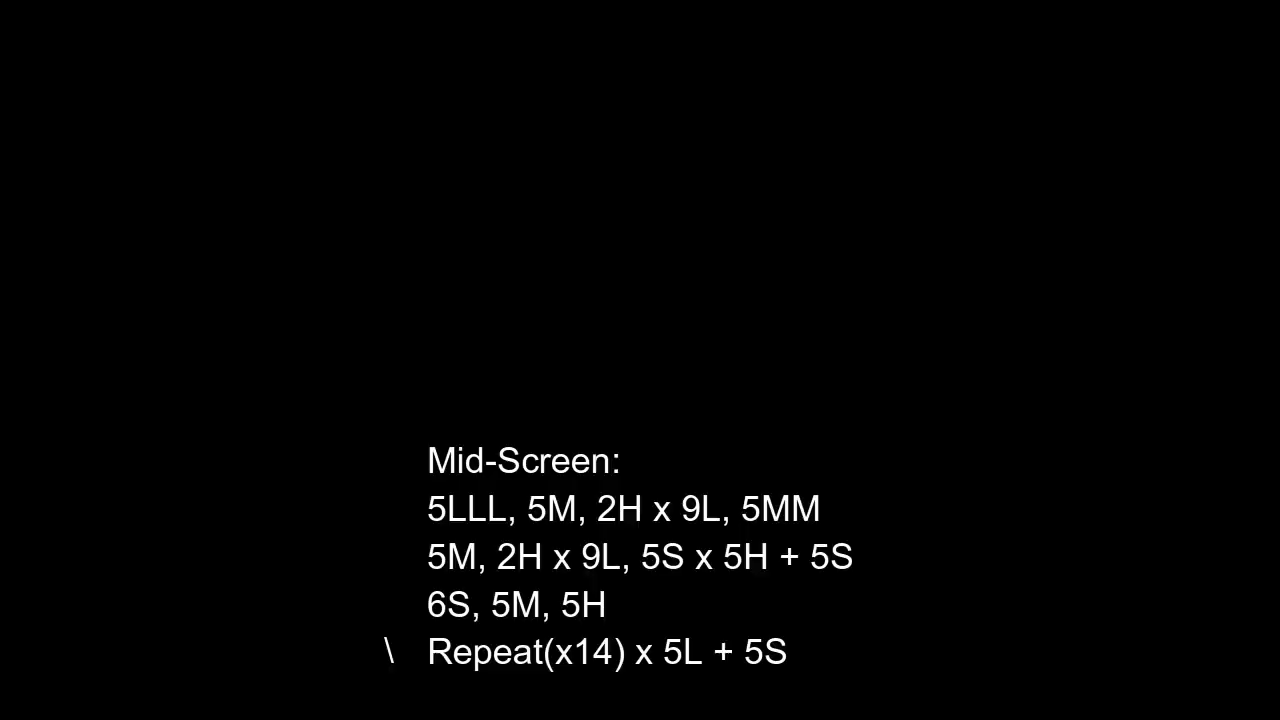 Mid-Screen:
5LLL, 5M, 2H x 9L, 5MM
5M, 2H x 9L, 5S x 5H + 5S
6S, 5M, 5H
\ Repeat(x14) x 5L + 5S